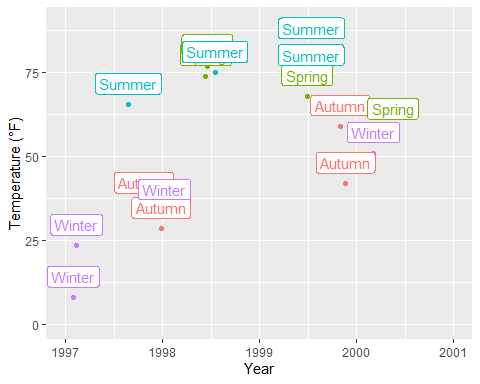 Summer
Summer
Summer
Spring
Summer
Autumn
Spring
Winter
Autumn
Autumn
Winter
Autumn
Winter
Winter
75
50
25
0
Temperature (°F)
1997
1998
1999
2000
2001
Year